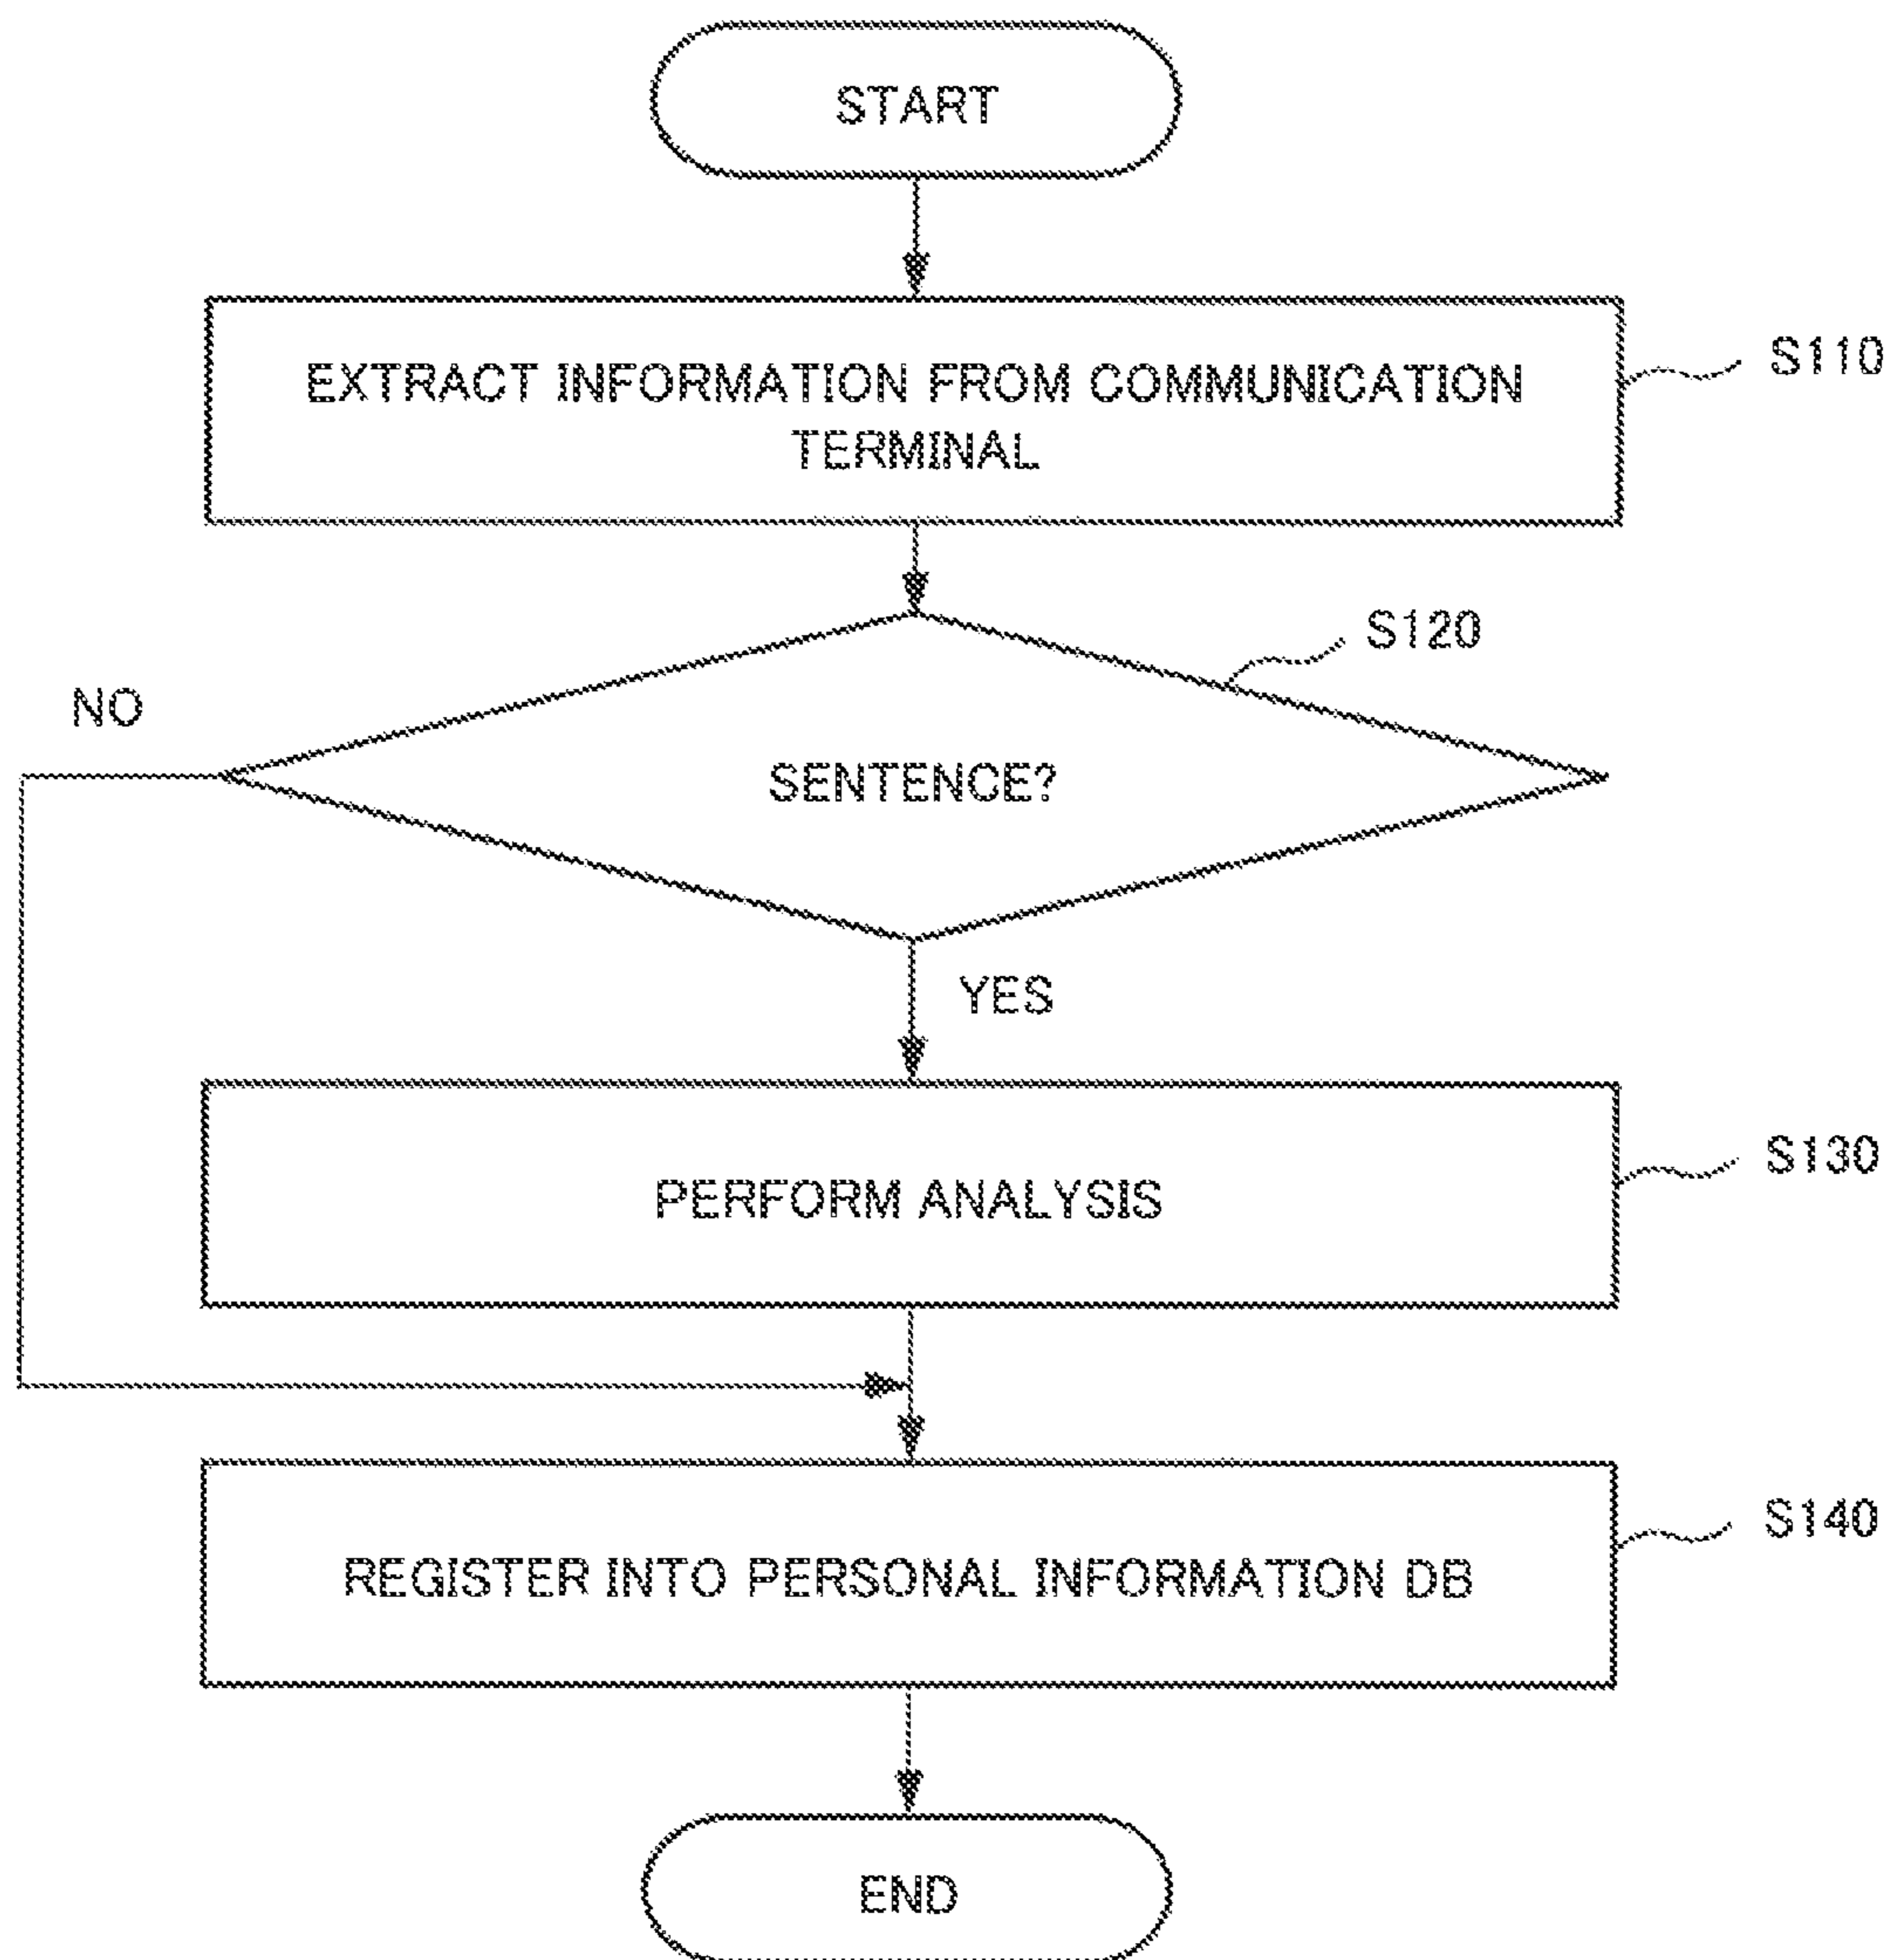 START
EXTRACT INFORMATION FROM COMMUNICATION
TERMINAL
S110
S120
NO
SENTENCE?
YES
PERFORM ANALYSIS
S130
REGISTER INTO PERSONAL INFORMATION DB
S140
END